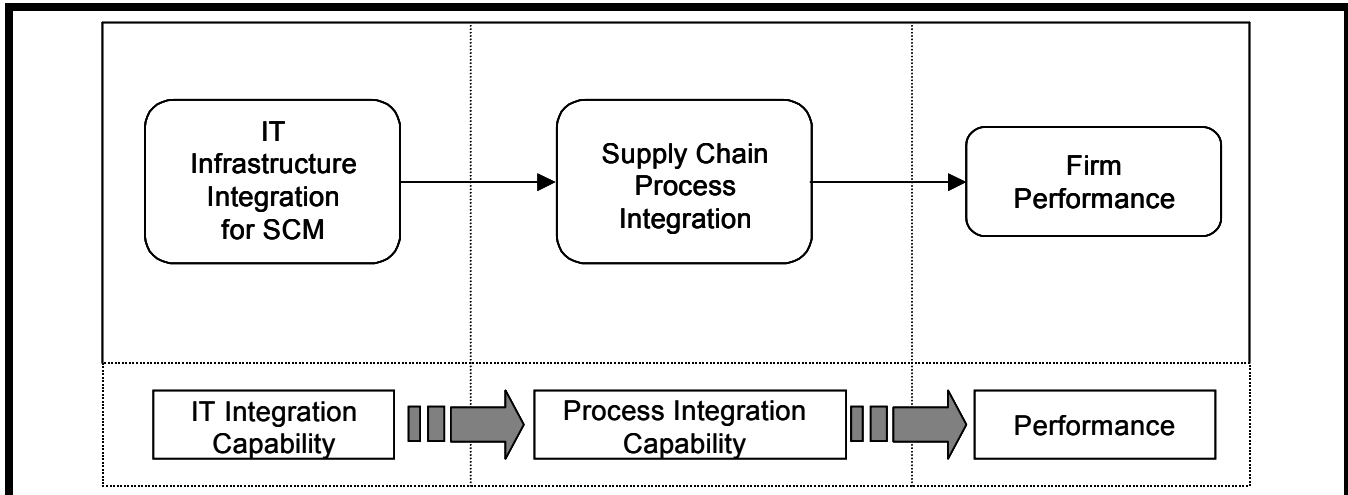 IT
Infrastructure
Integration
for SCM
Supply Chain
Process
Integration
Firm
Performance
IT Integration
Capability
Process Integration
Capability
Performance